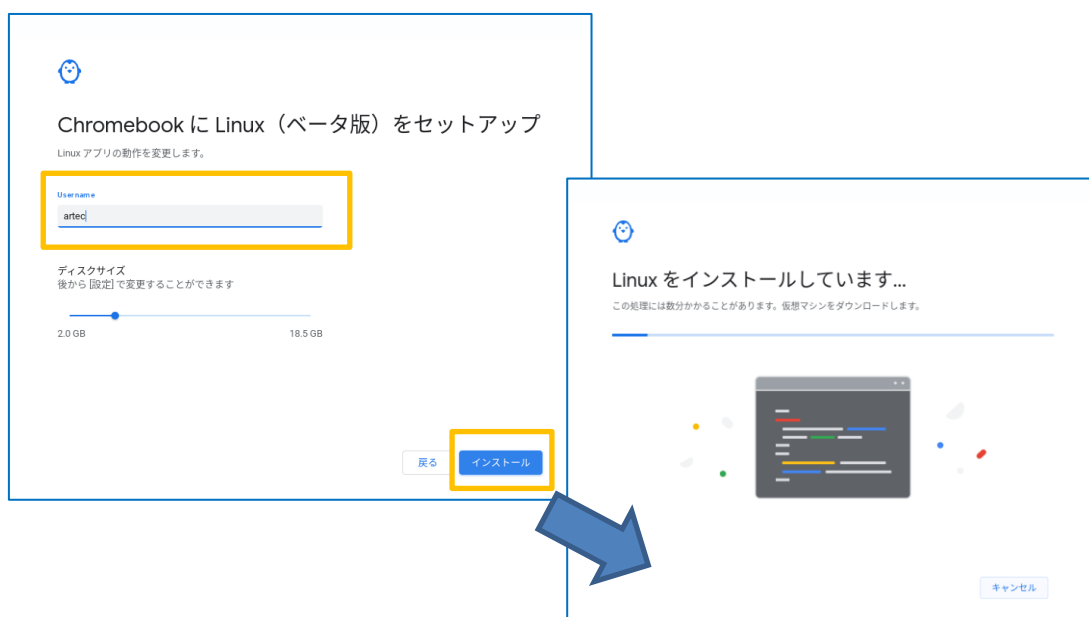 Chromebook に Linux（ベータ版）をセットアップ
Linux アプリの動作を変更します。
Username
artec
ディスクサイズ
後から [設定] で変更することができます
2.0 GB
18.5 GB
戻る
インストール
Linux をインストールしています...
この処理には数分かかることがあります。仮想マシンをダウンロードします。
キャンセル